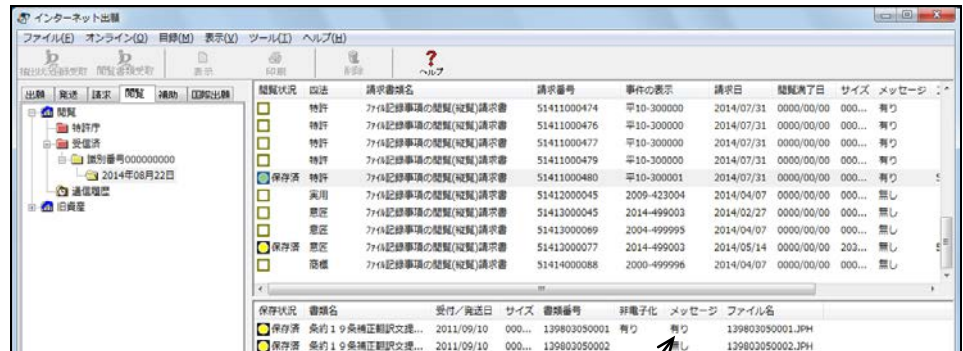 インターネット出願
ファイル(F) オンライン(O) 目録(M) 表示(V) ツール(T) ヘルプ(H)
閲覧書類受取 表示 印刷 削除 ヘルプ
出願 発送 請求 閲覧 補助 国際出願
閲覧
特許庁
受信済
識別番号000000000
2014年08月22日
通信履歴
旧資産
閲覧状況 四法 請求書類名 請求番号 事件の表示 請求日 閲覧満了日 サイズ メッセージ
特許 ファイル記録事項の閲覧(縦覧)請求書 51411000474 平10-300000 2014/07/31 0000/00/00 000... 有り
特許 ファイル記録事項の閲覧(縦覧)請求書 51411000476 平10-300000 2014/07/31 0000/00/00 000... 有り
特許 ファイル記録事項の閲覧(縦覧)請求書 51411000477 平10-300000 2014/07/31 0000/00/00 000... 有り
特許 ファイル記録事項の閲覧(縦覧)請求書 51411000479 平10-300000 2014/07/31 0000/00/00 000... 有り
保存済 特許 ファイル記録事項の閲覧(縦覧)請求書 51411000480 平10-300001 2014/07/31 0000/00/00 000... 有り
実用 ファイル記録事項の閲覧(縦覧)請求書 51412000045 2009-423004 2014/04/07 0000/00/00 000... 無し
意匠 ファイル記録事項の閲覧(縦覧)請求書 51413000045 2014-499003 2014/02/27 0000/00/00 000... 無し
意匠 ファイル記録事項の閲覧(縦覧)請求書 51413000069 2004-499995 2014/04/07 0000/00/00 000... 無し
保存済 意匠 ファイル記録事項の閲覧(縦覧)請求書 51413000077 2014-499003 2014/05/14 0000/00/00 203... 無し
商標 ファイル記録事項の閲覧(縦覧)請求書 51414000088 2000-499996 2014/04/07 0000/00/00 000... 無し
保存状況 書類名 受付/発送日 サイズ 書類番号 非電子化 メッセージ ファイル名
保存済 条約19条補正翻訳文提... 2011/09/10 000... 139803050001 有り 有り 139803050001.JPH
保存済 条約19条補正翻訳文提... 2011/09/10 000... 139803050002 無し 139803050002.JPH